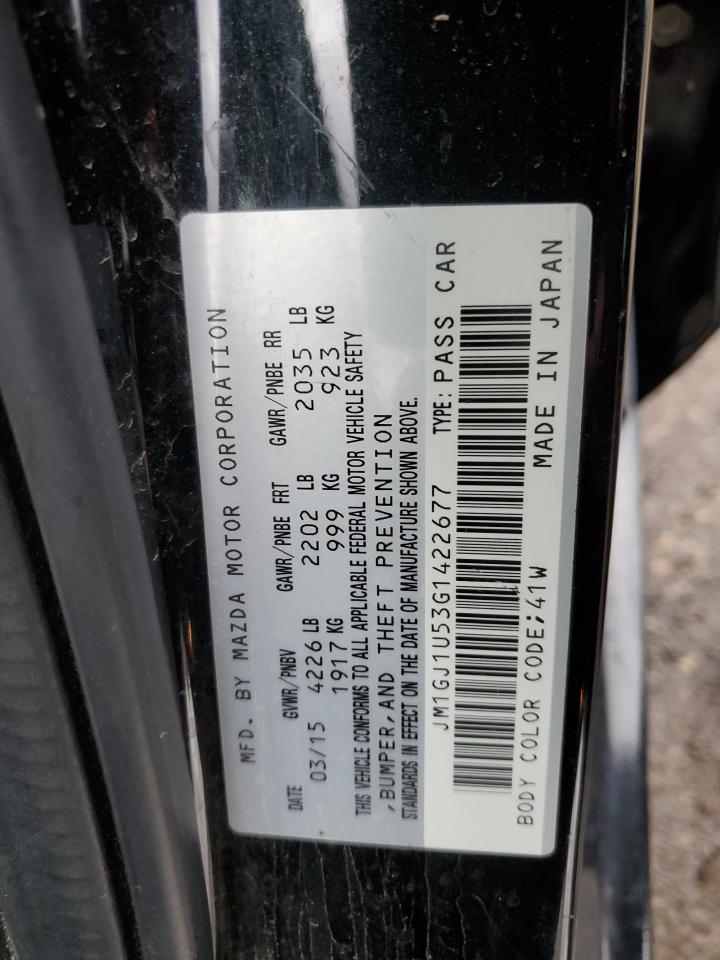 MFD. BY MAZDA MOTOR CORPORATION
DATE GVWR/PNBV GAWR/PNBE FRT GAWR/PNBE RR
03/15 4226 LB 2202 LB 2035 LB
1917 KG 999 KG 923 KG
THIS VEHICLE CONFORMS TO ALL APPLICABLE FEDERAL MOTOR VEHICLE SAFETY
,BUMPER,AND THEFT PREVENTION
STANDARDS IN EFFECT ON THE DATE OF MANUFACTURE SHOWN ABOVE.
JM1GJ1U53G1422677 TYPE: PASS CAR
BODY COLOR CODE;41W MADE IN JAPAN